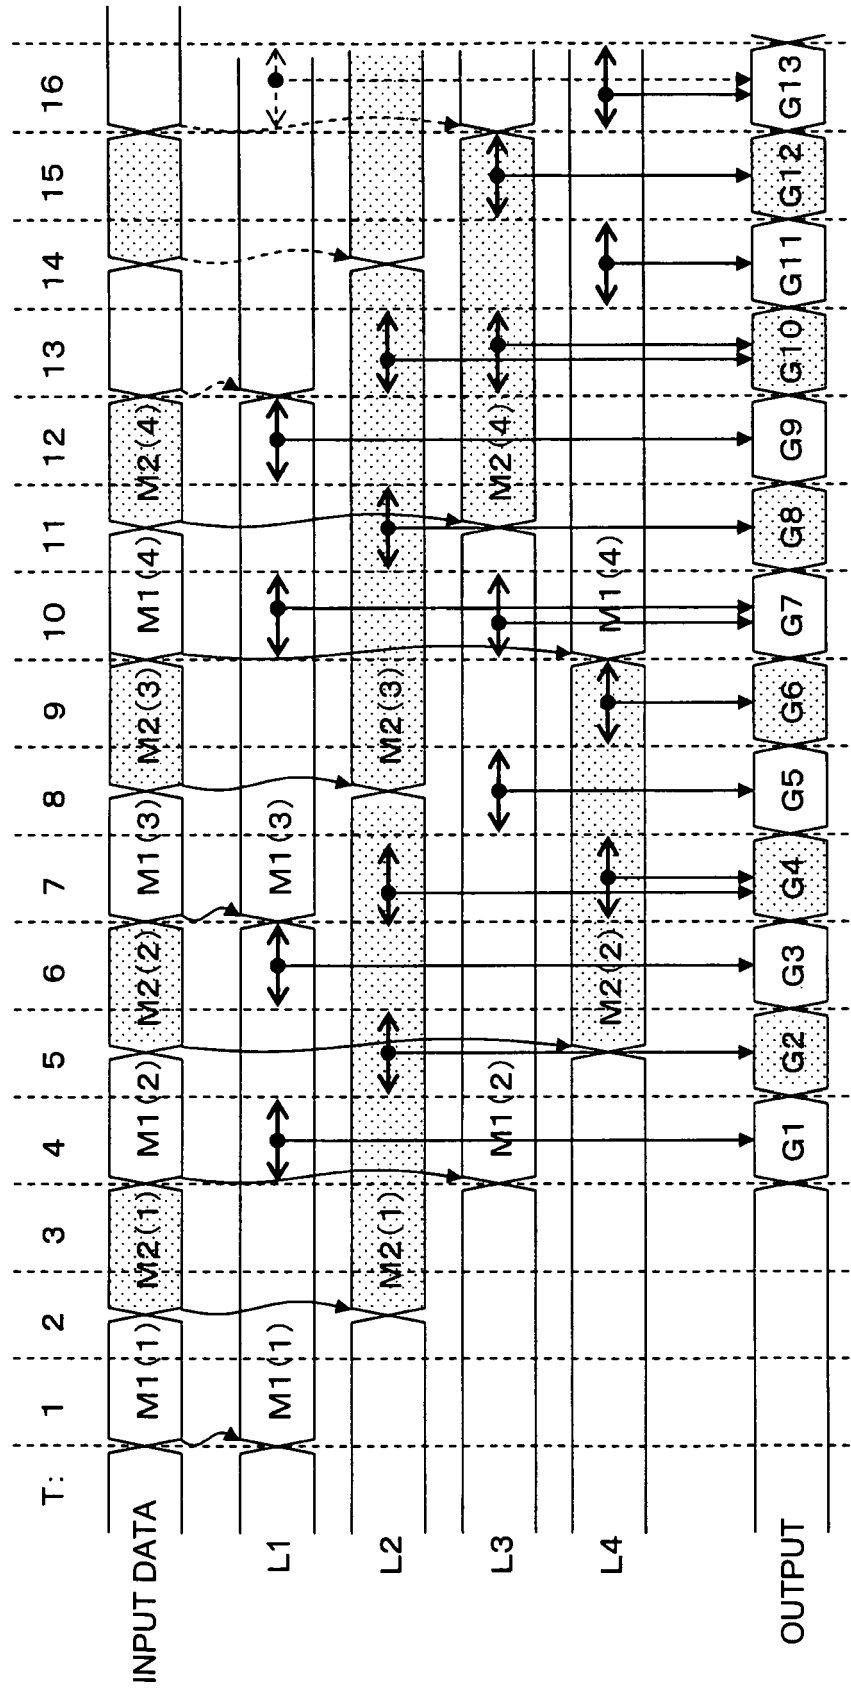 T: 1 2 3 4 5 6 7 8 9 10 11 12 13 14 15 16
INPUT DATA M1(1) M2(1) M1(2) M2(2) M1(3) M2(3) M1(4) M2(4)
L1 M1(1) M1(3)
L2 M2(1) M2(3)
L3 M1(2) M2(4)
L4 M2(2) M1(4)
OUTPUT G1 G2 G3 G4 G5 G6 G7 G8 G9 G10 G11 G12 G13